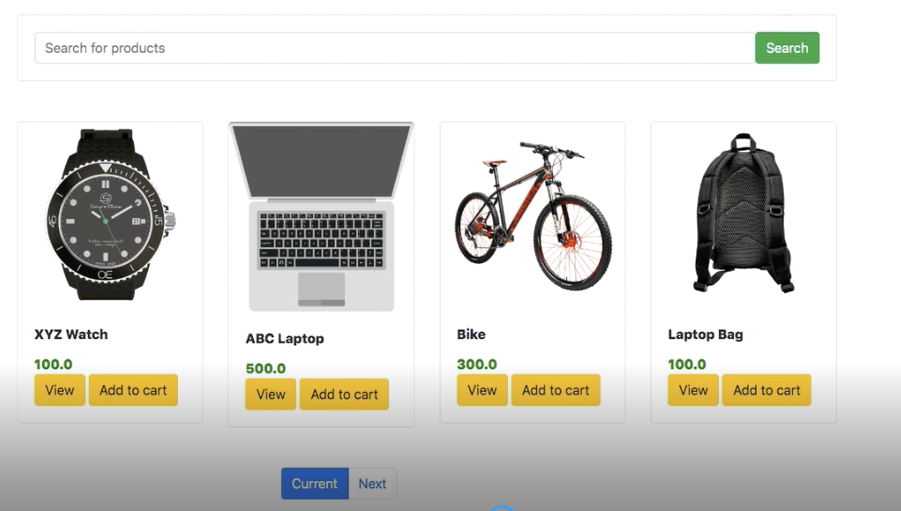 Search for products
Search
XYZ Watch
100.0
View
Add to cart
ABC Laptop
500.0
View
Add to cart
Bike
300.0
View
Add to cart
Laptop Bag
100.0
View
Add to cart
Current
Next